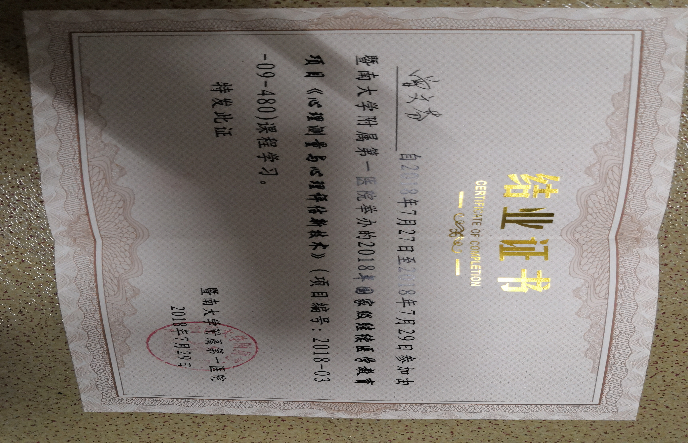 结业证书
CERTIFICATE OF COMPLETION
自2018年7月27日至2018年7月29日参加由
暨南大学附属第一医院举办的2018年国家级继续医学教育
项目《心理测量与心理评估新技术》（项目编号：2018-03
-09-480)课程学习。
特发此证
暨南大学附属第一医院
2018年7月29日